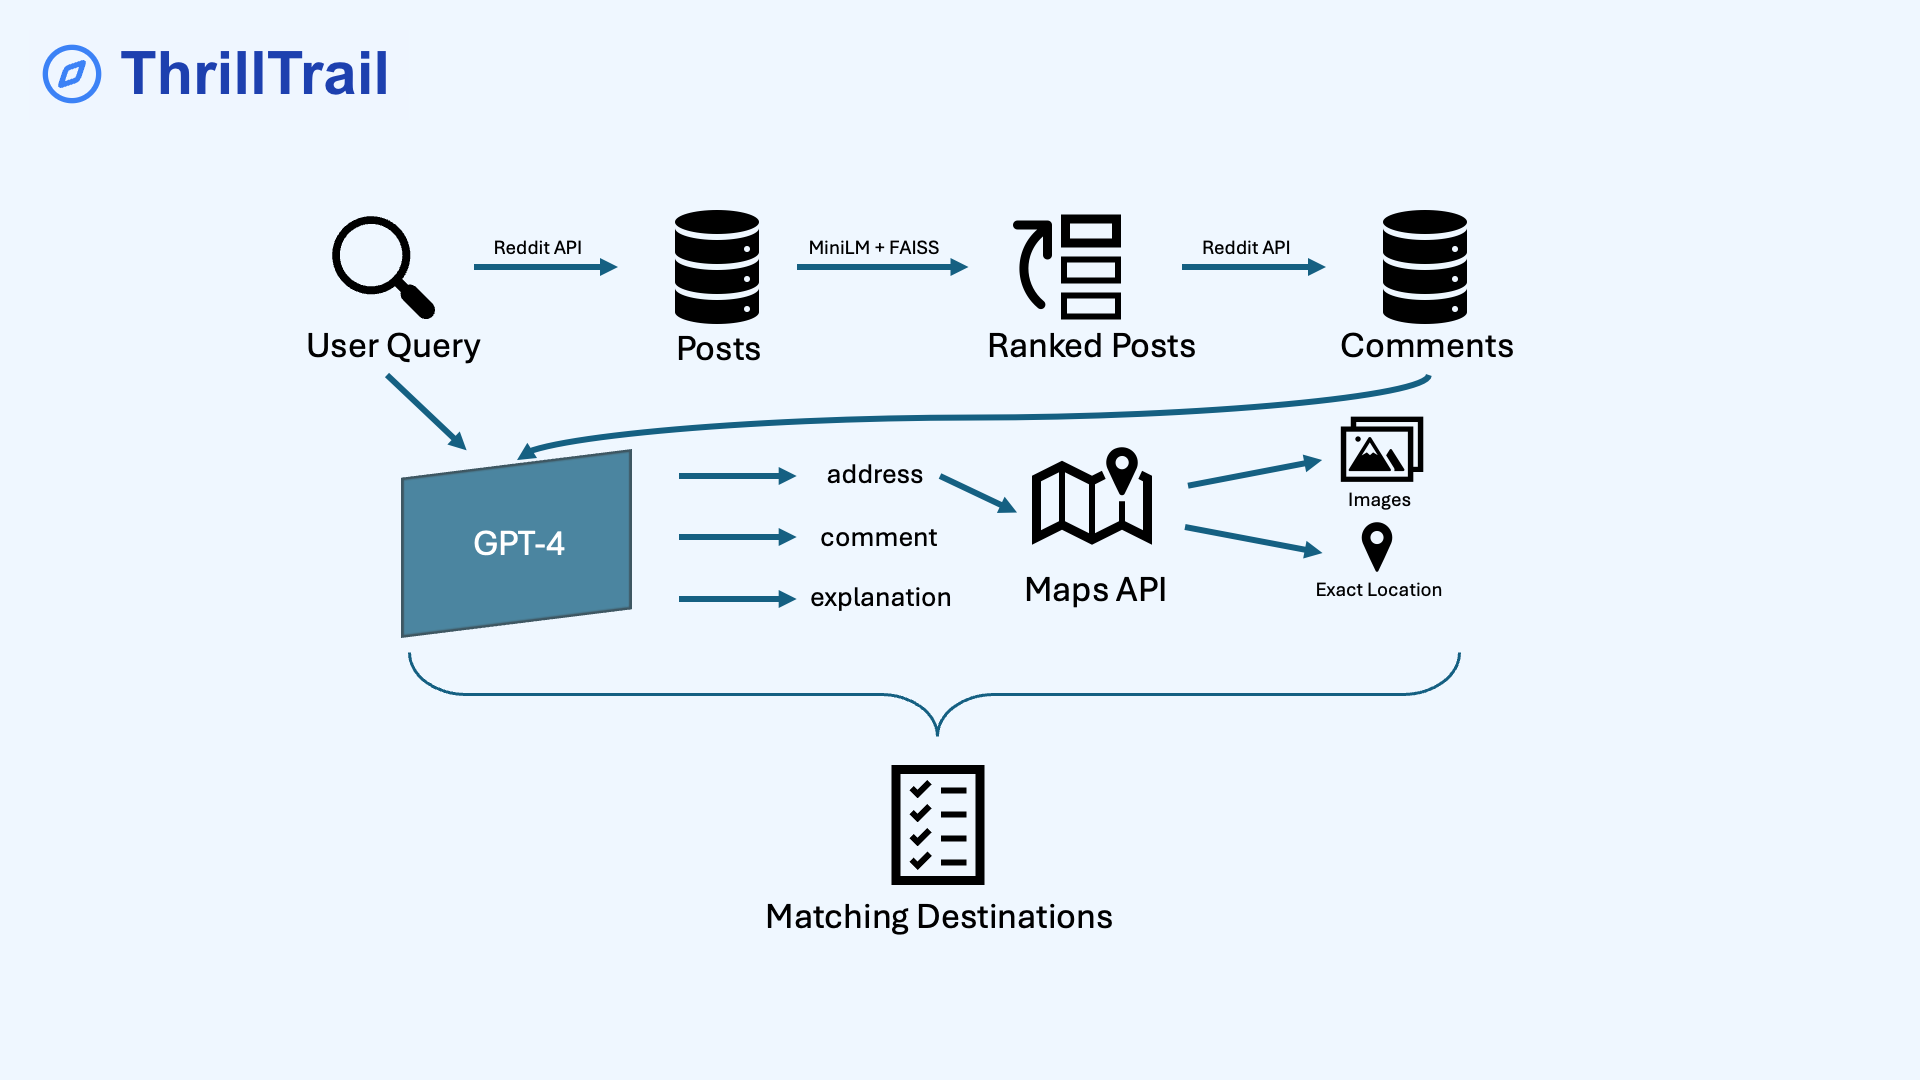 ThrillTrail
Reddit API
MiniLM + FAISS
Reddit API
User Query
Posts
Ranked Posts
Comments
GPT-4
address
comment
explanation
Maps API
Images
Exact Location
Matching Destinations